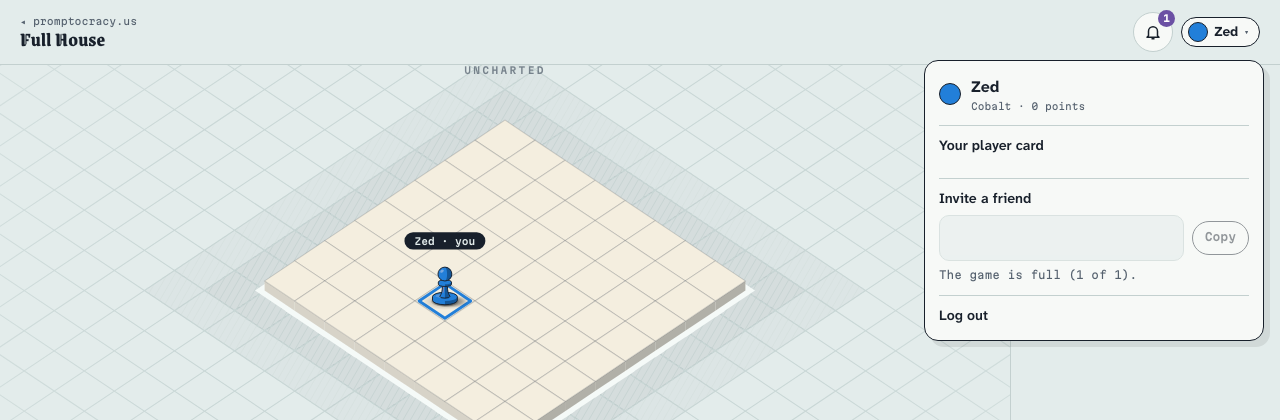 ◂ promptocracy.us
Full House
1
Zed ▾
UNCHARTED
Zed · you
Zed
Cobalt · 0 points
Your player card
Invite a friend
Copy
The game is full (1 of 1).
Log out